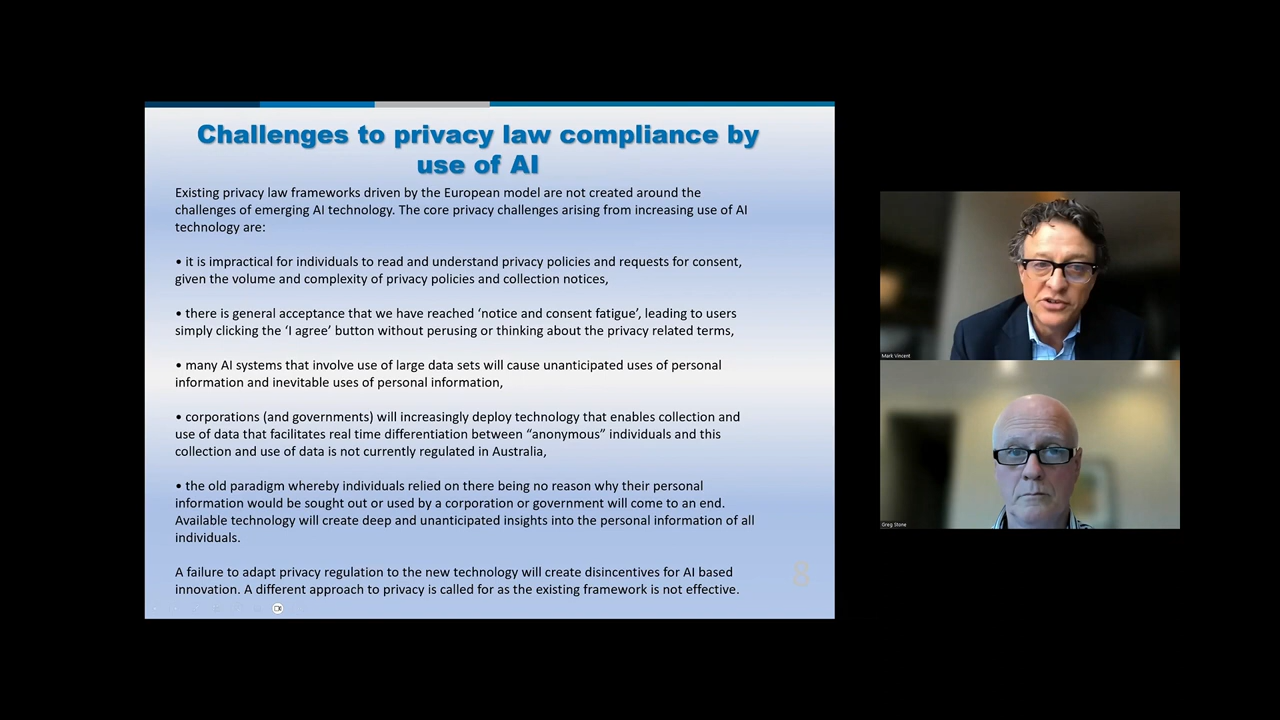 Challenges to privacy law compliance by
use of AI
Existing privacy law frameworks driven by the European model are not created around the
challenges of emerging AI technology. The core privacy challenges arising from increasing use of AI
technology are:
• it is impractical for individuals to read and understand privacy policies and requests for consent,
given the volume and complexity of privacy policies and collection notices,
• there is general acceptance that we have reached ‘notice and consent fatigue’, leading to users
simply clicking the ‘I agree’ button without perusing or thinking about the privacy related terms,
• many AI systems that involve use of large data sets will cause unanticipated uses of personal
information and inevitable uses of personal information,
• corporations (and governments) will increasingly deploy technology that enables collection and
use of data that facilitates real time differentiation between “anonymous” individuals and this
collection and use of data is not currently regulated in Australia,
• the old paradigm whereby individuals relied on there being no reason why their personal
information would be sought out or used by a corporation or government will come to an end.
Available technology will create deep and unanticipated insights into the personal information of all
individuals.
A failure to adapt privacy regulation to the new technology will create disincentives for AI based
innovation. A different approach to privacy is called for as the existing framework is not effective.
8
Mark Vincent
Greg Stone